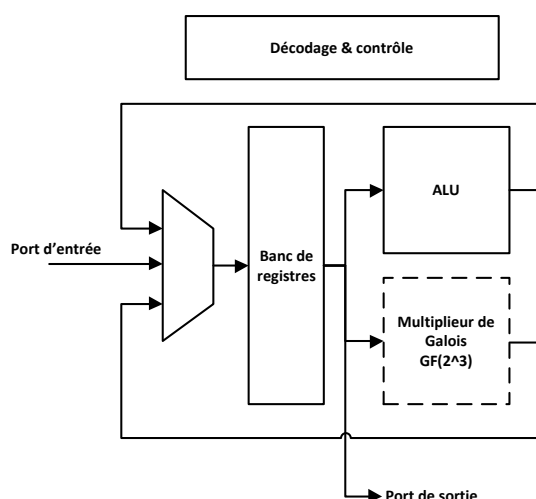 Décodage & contrôle
ALU
Port d'entrée
Banc de
registres
Multiplieur de
Galois
GF(2^3)
Port de sortie